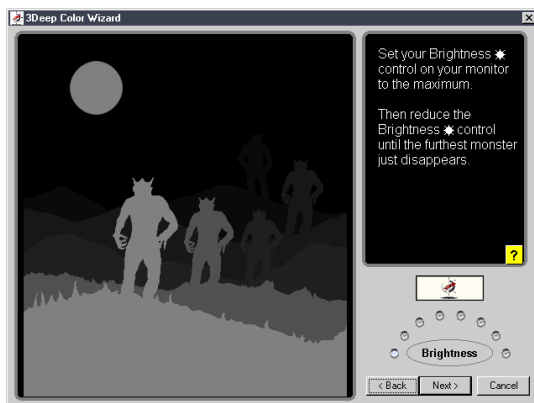 3Deep Color Wizard
Set your Brightness
control on your monitor
to the maximum.
Then reduce the
Brightness control
until the furthest monster
just disappears.
?
Brightness
< Back Next > Cancel